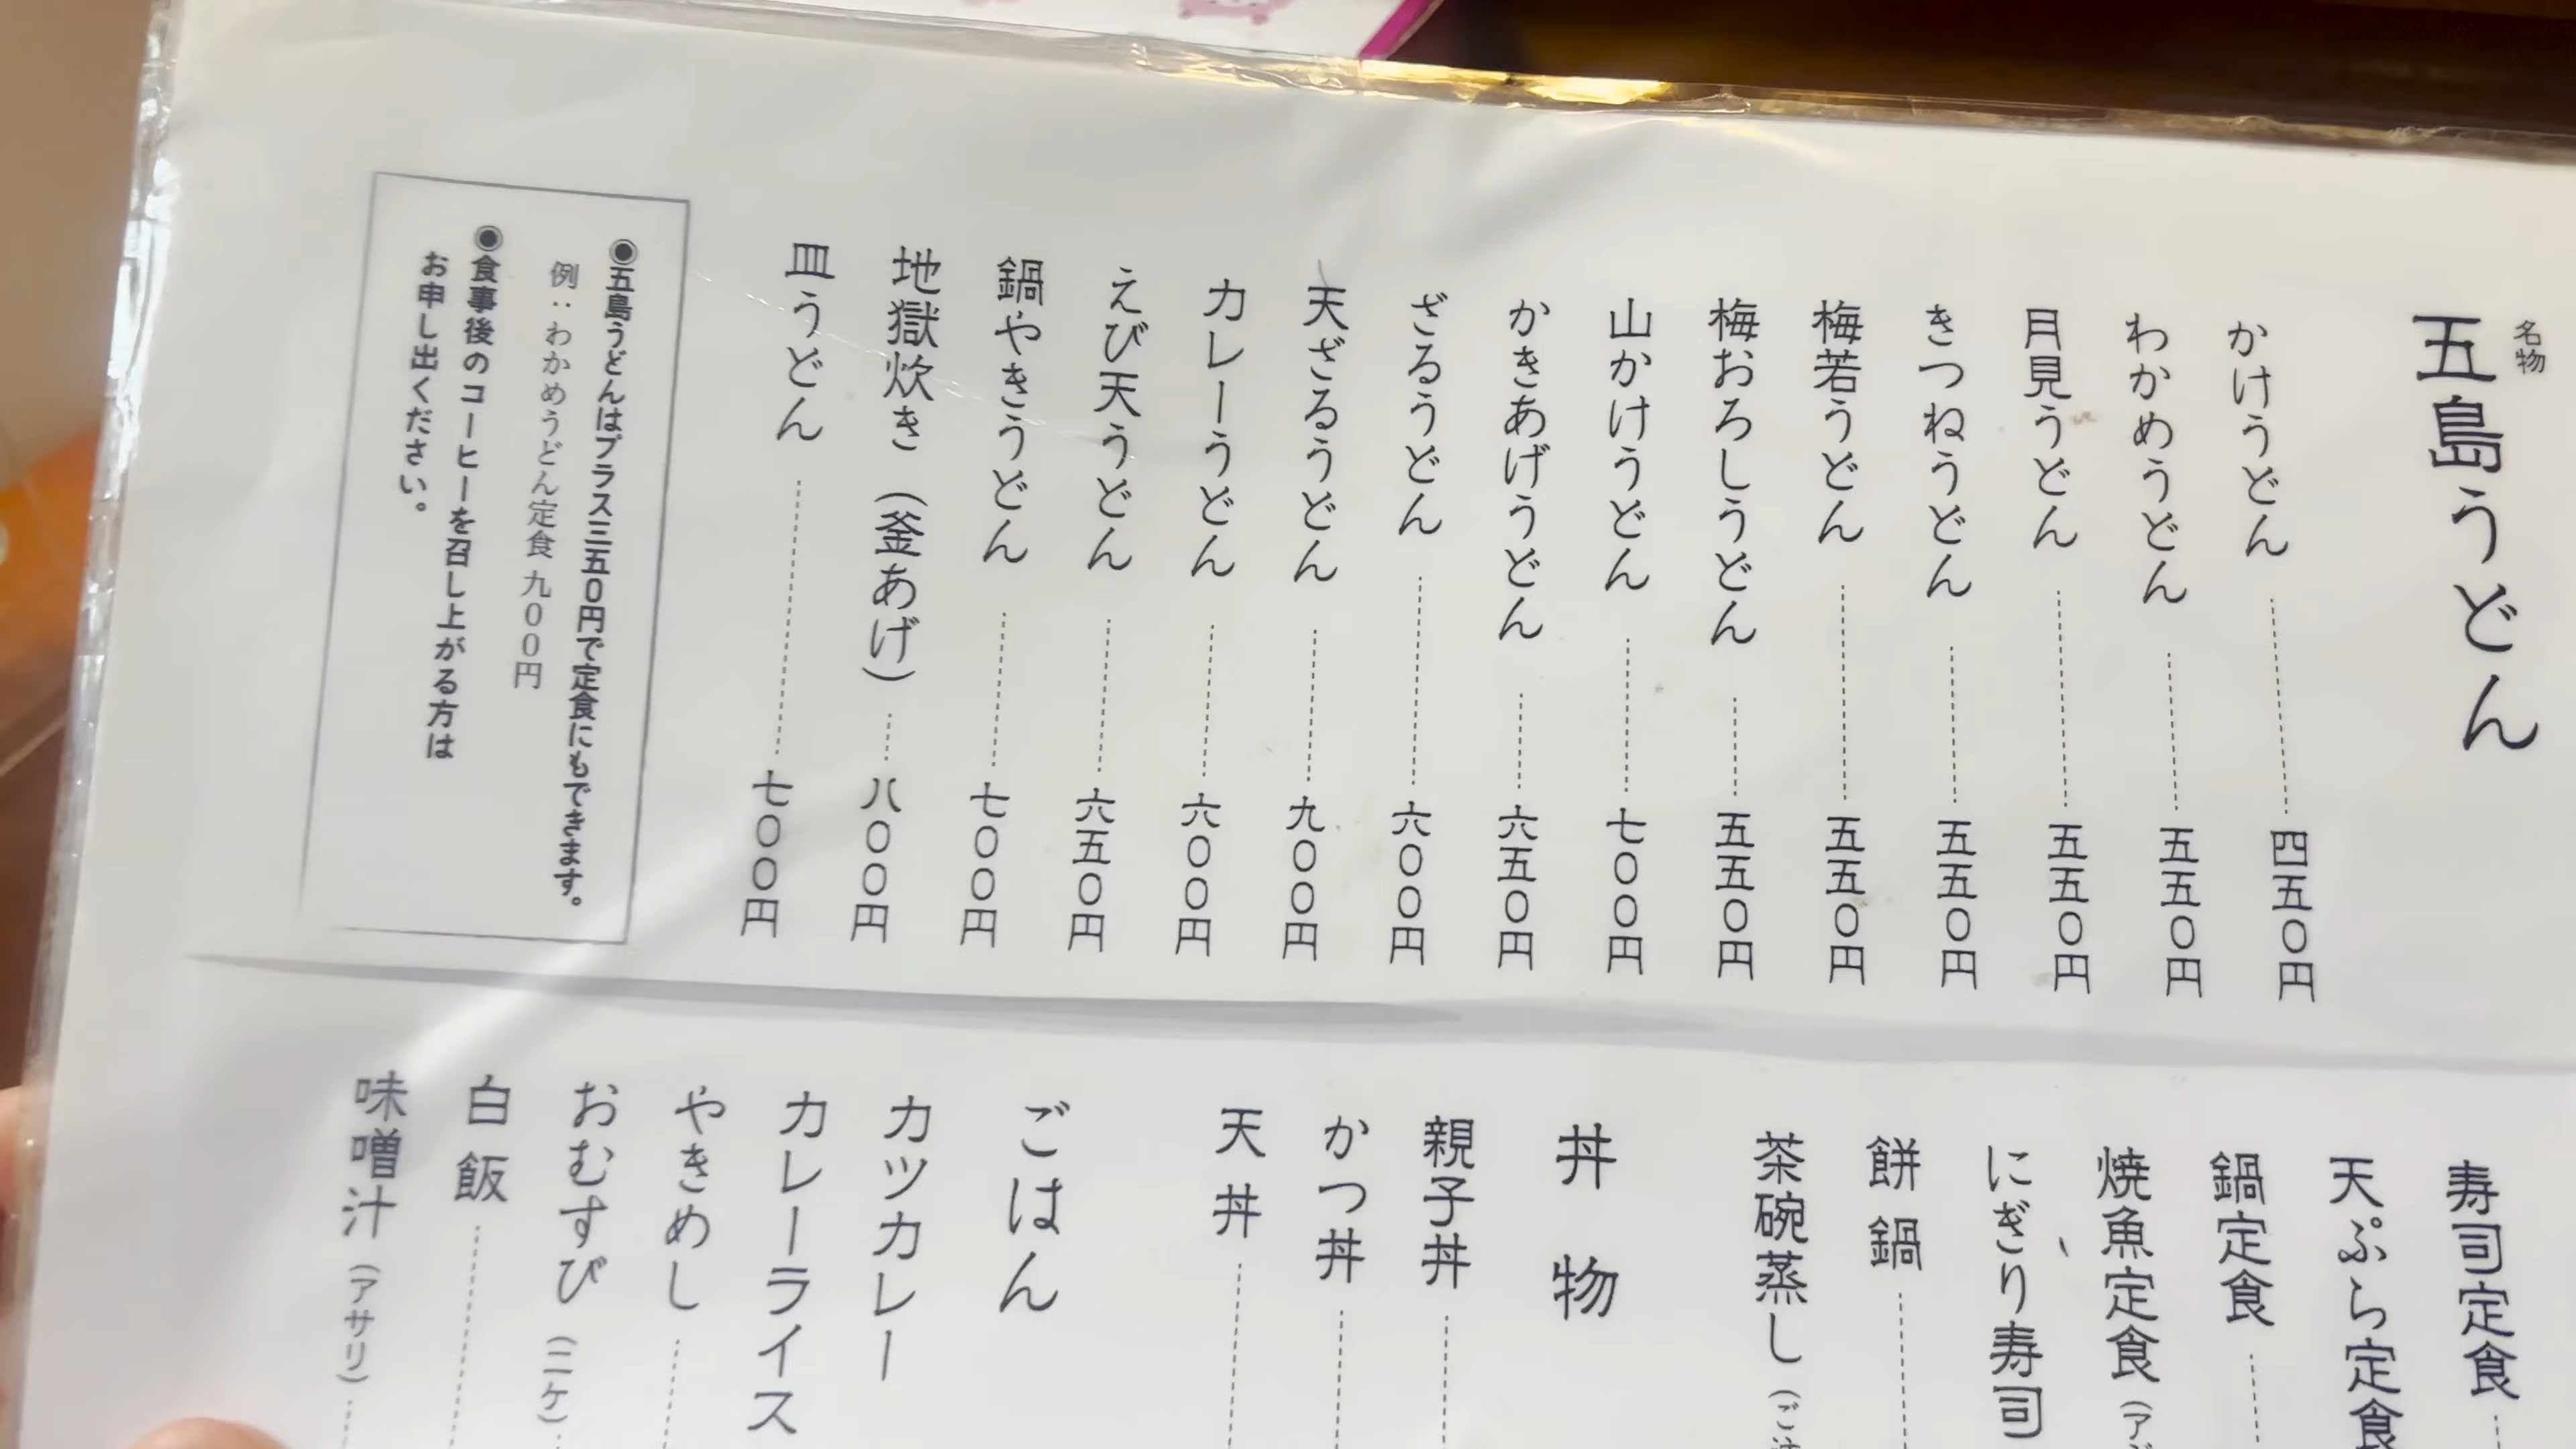 名物
五島うどん
かけうどん 四五〇円
わかめうどん 五五〇円
月見うどん 五五〇円
きつねうどん 五五〇円
梅若うどん 五五〇円
梅おろしうどん 五五〇円
山かけうどん 七〇〇円
かきあげうどん 六五〇円
ざるうどん 六〇〇円
天ざるうどん 九〇〇円
カレーうどん 六〇〇円
えび天うどん 六五〇円
鍋やきうどん 七〇〇円
地獄炊き（釜あげ） 八〇〇円
皿うどん 七〇〇円
◉五島うどんはプラス三五〇円で定食にもできます。
例：わかめうどん定食 九〇〇円
◉食事後のコーヒーを召し上がる方は
お申し出ください。
寿司定食
天ぷら定食
鍋定食
焼魚定食（ア
にぎり寿司
餅鍋
茶碗蒸し（ご
丼物
親子丼
かつ丼
天丼
ごはん
カツカレー
カレーライス
やきめし
おむすび（二ケ）
白飯
味噌汁（アサリ）